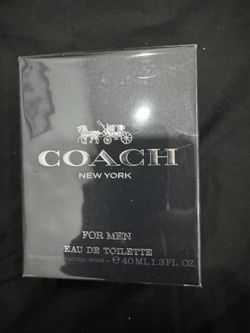 COACH
NEW YORK
FOR MEN
EAU DE TOILETTE
NATURAL SPRAY - ℮ 40 ML 1.3 FL. OZ.